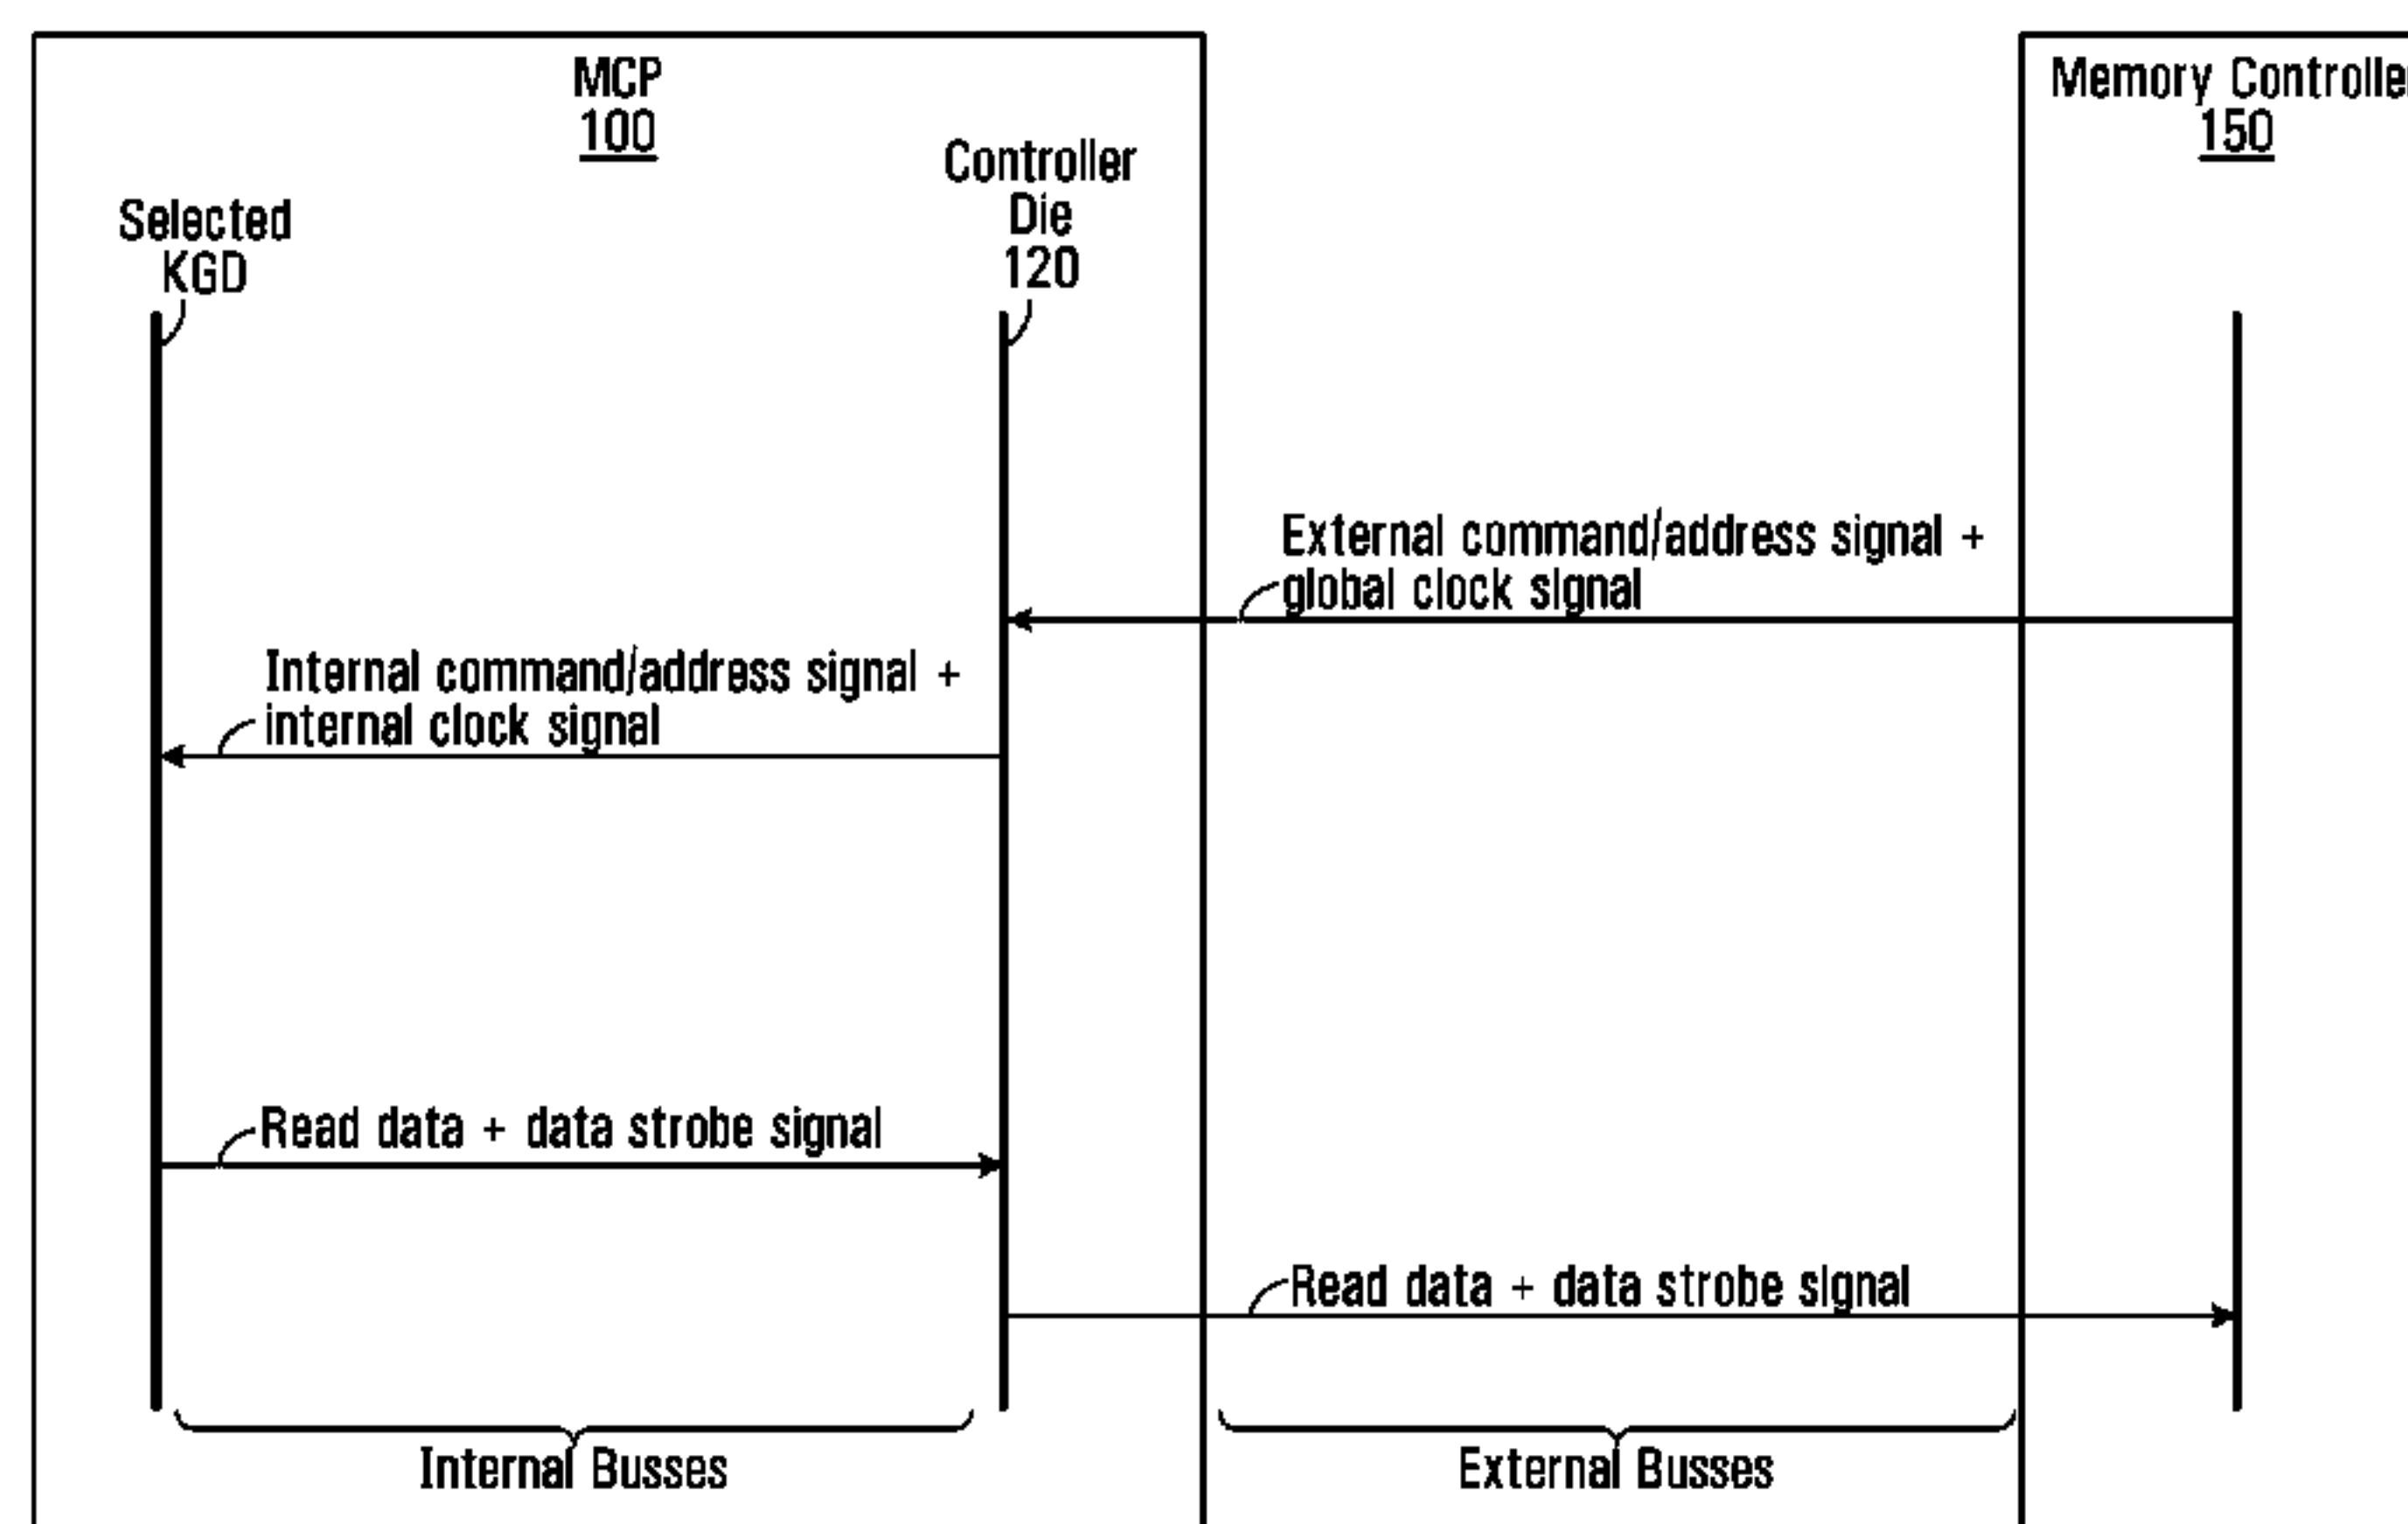 MCP
100
Memory Controller
150
Controller
Die
120
Selected
KGD
External command/address signal +
global clock signal
Internal command/address signal +
internal clock signal
Read data + data strobe signal
Read data + data strobe signal
Internal Busses
External Busses